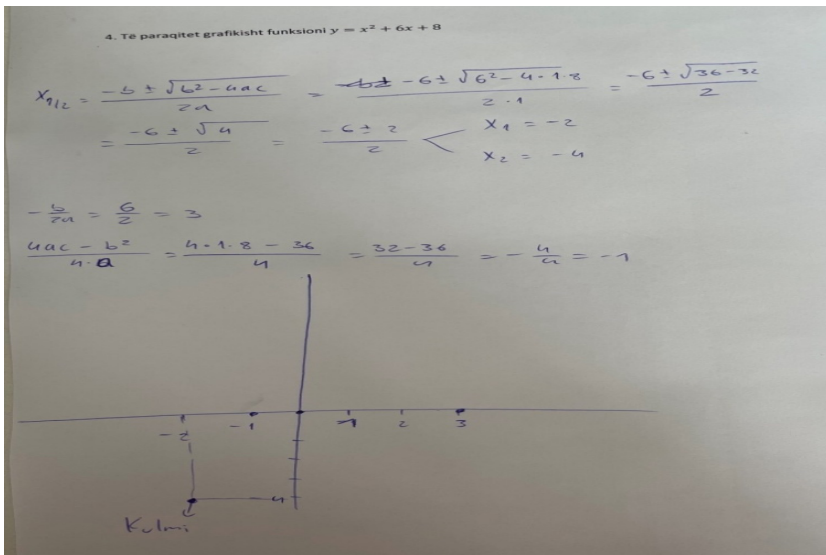 4. Të paraqitet grafikisht funksioni y = x² + 6x + 8
x₁/₂ = (-b ± √(b² - 4ac))/(2a) = (-6 ± √(6² - 4·1·8))/(2·1) = (-6 ± √(36-32))/2
= (-6 ± √4)/2 = (-6 ± 2)/2 < x₁ = -2
x₂ = -4
-b/2a = 6/2 = 3
(4ac - b²)/(4·a) = (4·1·8 - 36)/4 = (32-36)/4 = -4/4 = -1
-2 -1 1 2 3
4
Kulmi